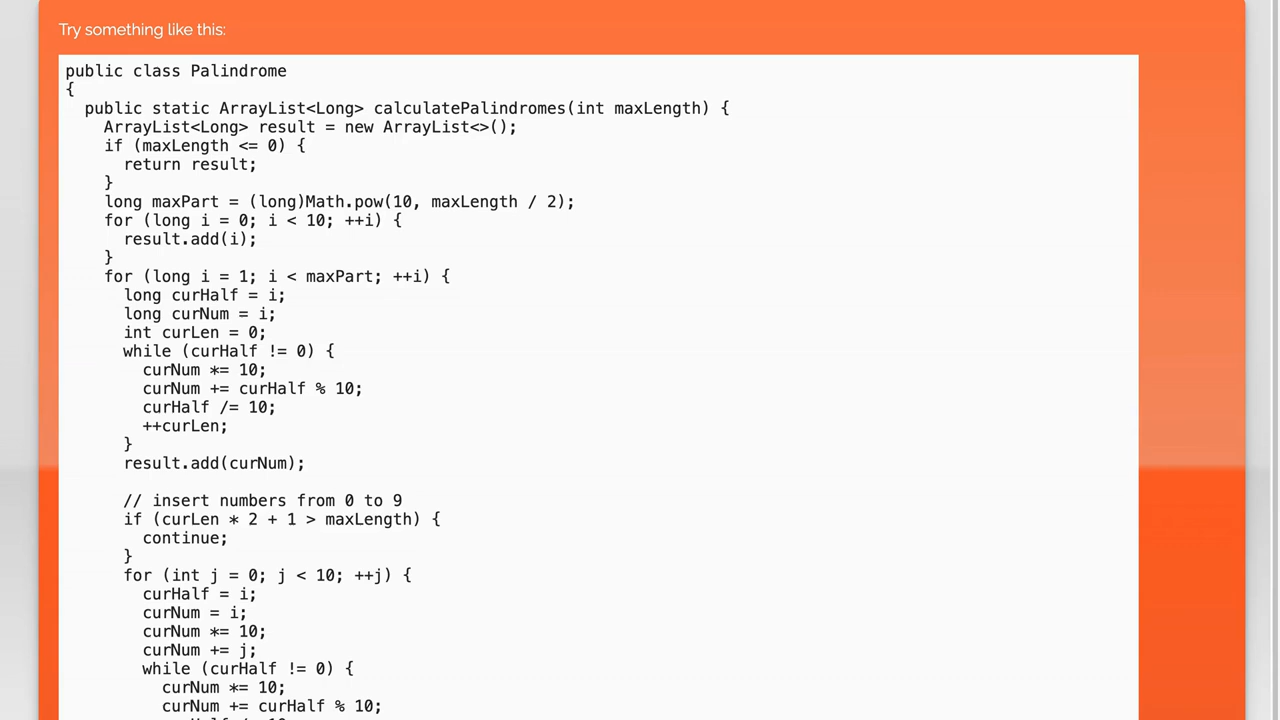 Try something like this:
public class Palindrome
{
  public static ArrayList<Long> calculatePalindromes(int maxLength) {
    ArrayList<Long> result = new ArrayList<>();
    if (maxLength <= 0) {
      return result;
    }
    long maxPart = (long)Math.pow(10, maxLength / 2);
    for (long i = 0; i < 10; ++i) {
      result.add(i);
    }
    for (long i = 1; i < maxPart; ++i) {
      long curHalf = i;
      long curNum = i;
      int curLen = 0;
      while (curHalf != 0) {
        curNum *= 10;
        curNum += curHalf % 10;
        curHalf /= 10;
        ++curLen;
      }
      result.add(curNum);

      // insert numbers from 0 to 9
      if (curLen * 2 + 1 > maxLength) {
        continue;
      }
      for (int j = 0; j < 10; ++j) {
        curHalf = i;
        curNum = i;
        curNum *= 10;
        curNum += j;
        while (curHalf != 0) {
          curNum *= 10;
          curNum += curHalf % 10;